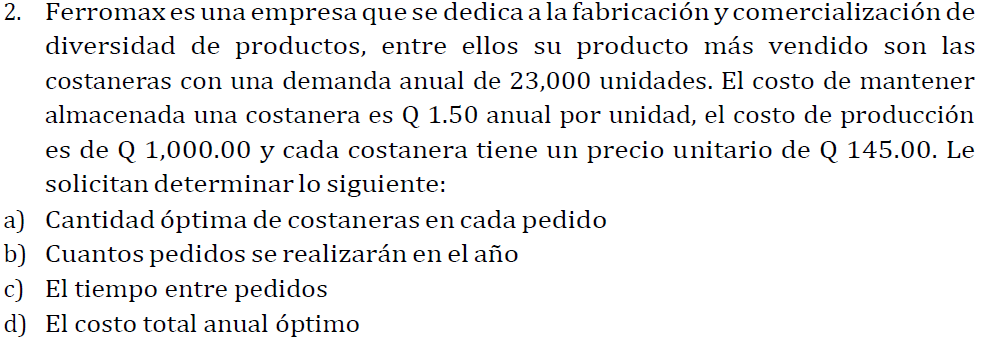 2. Ferromax es una empresa que se dedica a la fabricación y comercialización de
diversidad de productos, entre ellos su producto más vendido son las
costaneras con una demanda anual de 23,000 unidades. El costo de mantener
almacenada una costanera es Q 1.50 anual por unidad, el costo de producción
es de Q 1,000.00 y cada costanera tiene un precio unitario de Q 145.00. Le
solicitan determinar lo siguiente:
a) Cantidad óptima de costaneras en cada pedido
b) Cuantos pedidos se realizarán en el año
c) El tiempo entre pedidos
d) El costo total anual óptimo